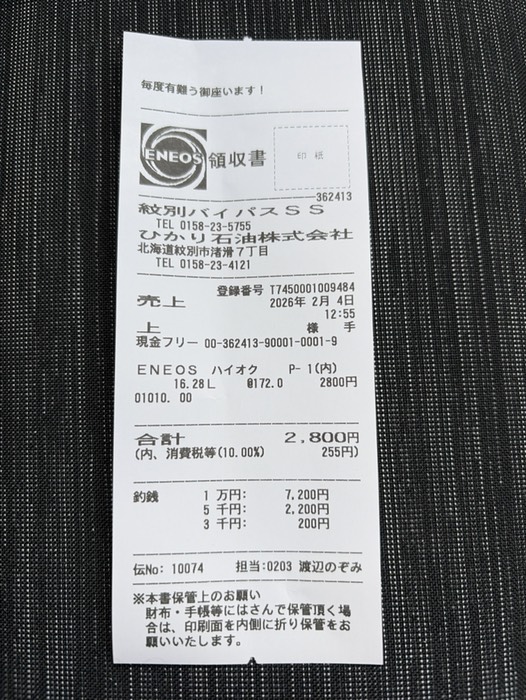 毎度有難う御座います!
ENEOS 領収書 印紙
362413
紋別バイパスSS
TEL 0158-23-5755
ひかり石油株式会社
北海道紋別市渚滑7丁目
TEL 0158-23-4121
登録番号 T7450001009484
売上 2026年 2月 4日
12:55
上 様 手
現金フリー 00-362413-90001-0001-9
ENEOS ハイオク P- 1(内)
16.28L @172.0 2800円
01010. 00
合計 2,800円
(内、消費税等(10.00%) 255円)
釣銭 1 万円: 7,200円
5 千円: 2,200円
3 千円: 200円
伝No: 10074 担当:0203 渡辺のぞみ
※本書保管上のお願い
財布・手帳等にはさんで保管頂く場
合は、印刷面を内側に折り保管をお
願いいたします。